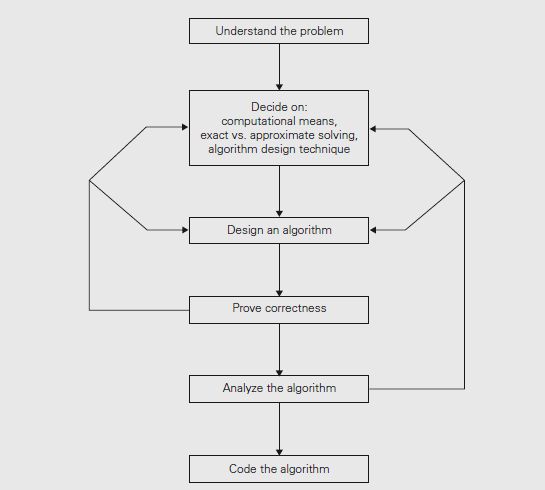 Understand the problem
Decide on:
computational means,
exact vs. approximate solving,
algorithm design technique
Design an algorithm
Prove correctness
Analyze the algorithm
Code the algorithm